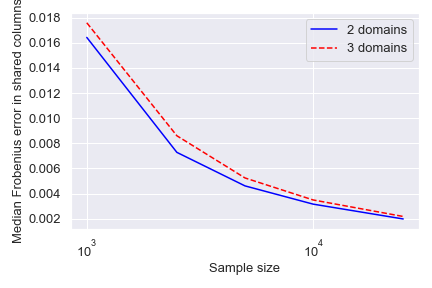 Median Frobenius error in shared columns
0.018
0.016
0.014
0.012
0.010
0.008
0.006
0.004
0.002
2 domains
3 domains
10³
10⁴
Sample size